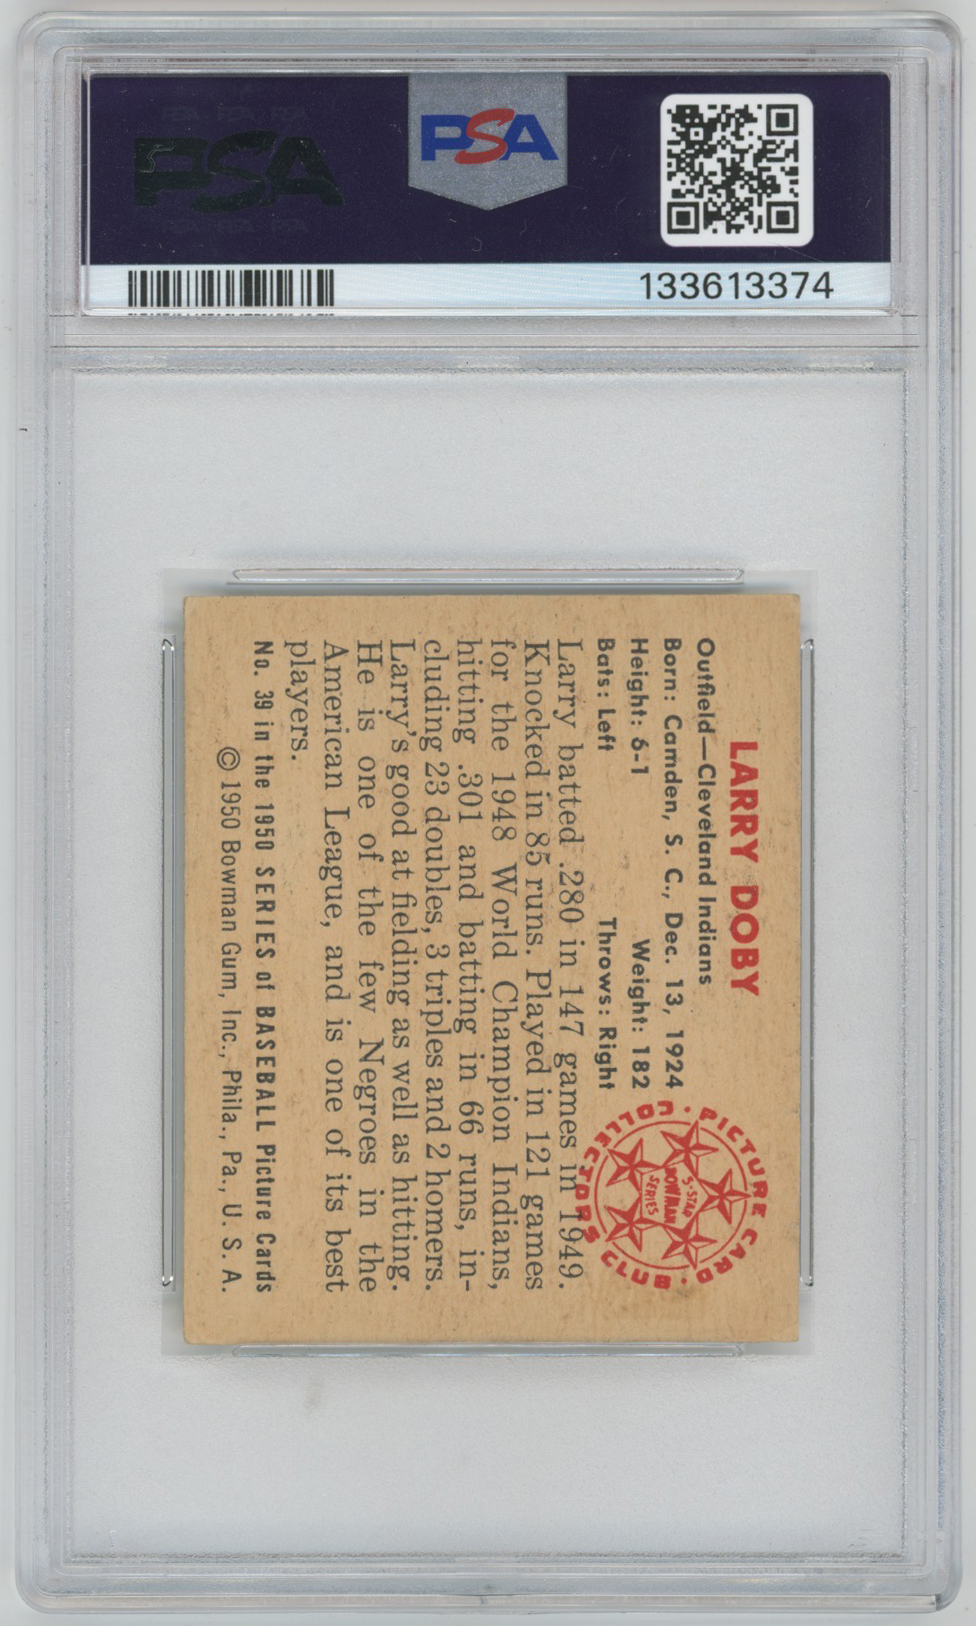 PSA
PSA
133613374
LARRY DOBY
Outfield—Cleveland Indians
Born: Camden, S. C., Dec. 13, 1924
Height: 6-1 Weight: 182
Bats: Left Throws: Right
Larry batted .280 in 147 games in 1949.
Knocked in 85 runs. Played in 121 games
for the 1948 World Champion Indians,
hitting .301 and batting in 66 runs, in-
cluding 23 doubles, 3 triples and 2 homers.
Larry's good at fielding as well as hitting.
He is one of the few Negroes in the
American League, and is one of its best
players.
No. 39 in the 1950 SERIES of BASEBALL Picture Cards
© 1950 Bowman Gum, Inc., Phila., Pa., U. S. A.
PICTURE CARD COLLECTORS CLUB
5-STAR
BOWMAN
SERIES